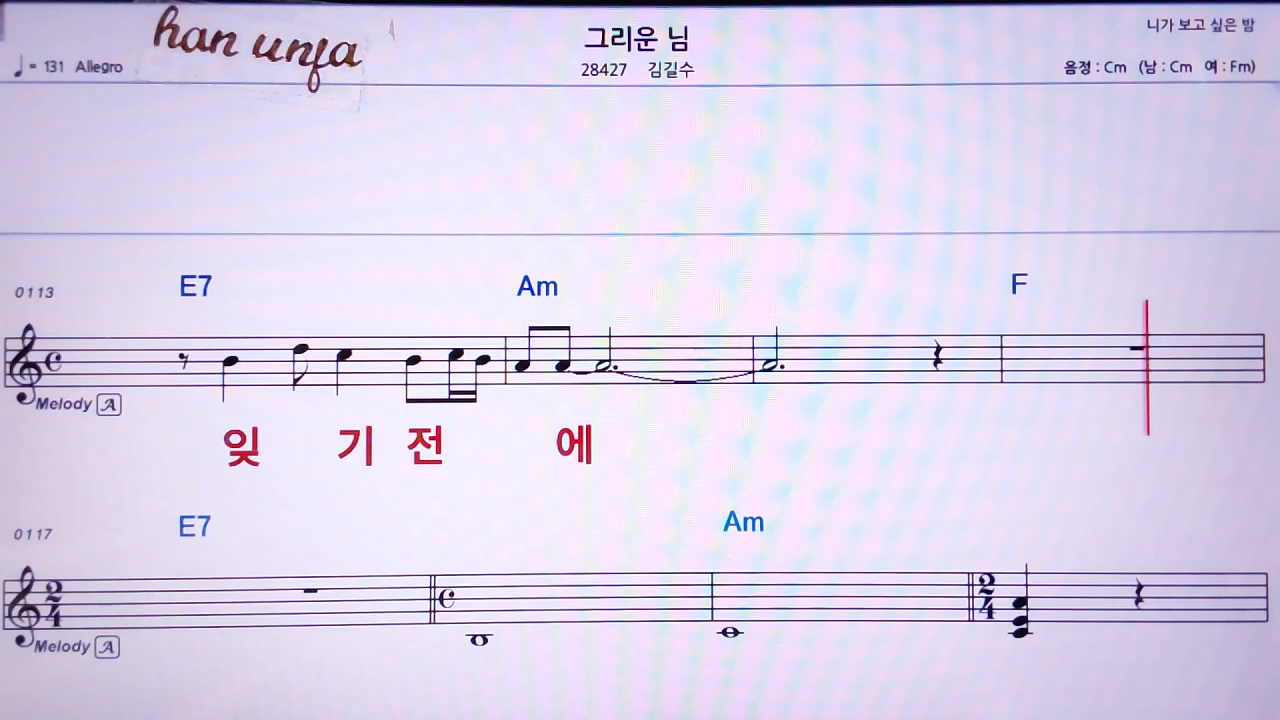 han unja
그리운 님
니가 보고 싶은 밤
♩= 131 Allegro
28427 김길수
음정 : Cm (남 : Cm 여 : Fm)
0113 E7 Am F
Melody A
잊 기 전 에
0117 E7 Am
2/4 2/4
Melody A